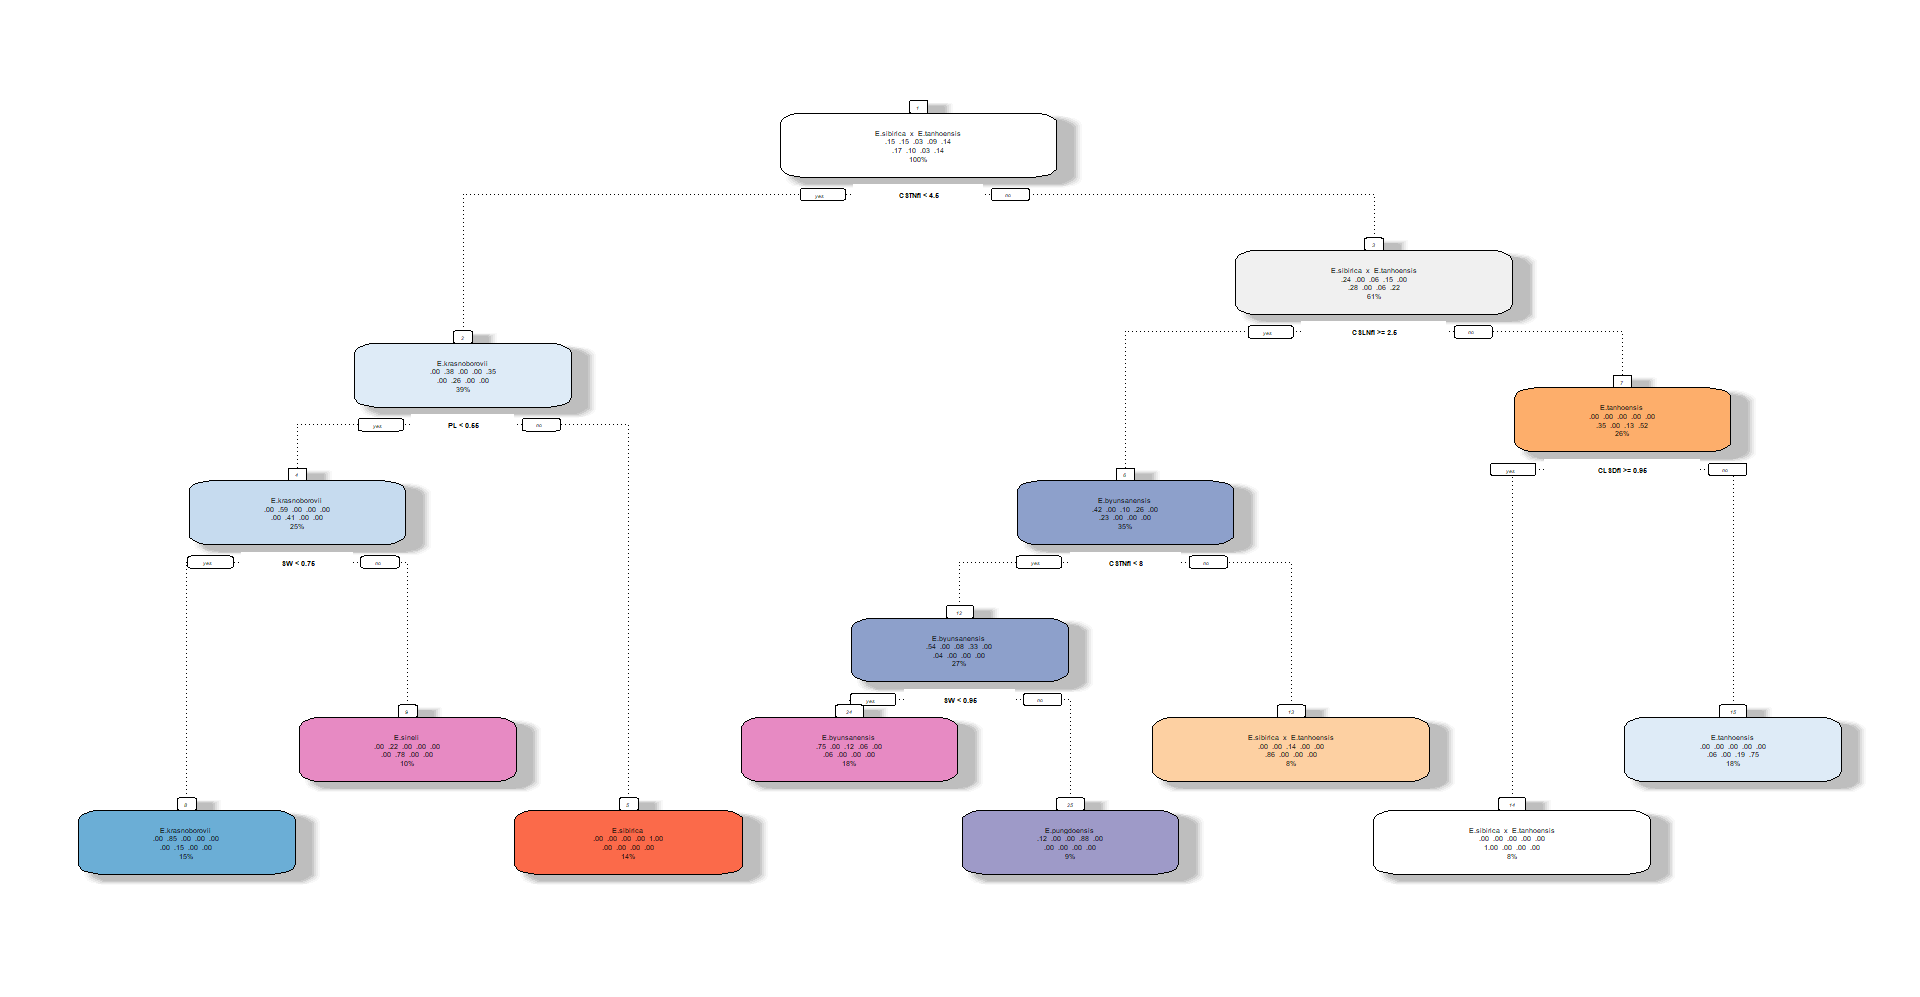 1
E.sibirica x E.tanhoensis
.15 .15 .03 .09 .14
.17 .10 .03 .14
100%
yes
CSTNfl < 4.5
no
3
E.sibirica x E.tanhoensis
.24 .00 .06 .15 .00
.28 .00 .06 .22
61%
yes
CSLNfl >= 2.5
no
2
E.krasnoborovii
.00 .38 .00 .00 .35
.00 .26 .00 .00
39%
yes
PL < 0.55
no
7
E.tanhoensis
.00 .00 .00 .00 .00
.35 .00 .13 .52
26%
yes
CLSDfl >= 0.95
no
4
E.krasnoborovii
.00 .59 .00 .00 .00
.00 .41 .00 .00
25%
yes
SW < 0.75
no
6
E.byunsanensis
.42 .00 .10 .26 .00
.23 .00 .00 .00
35%
yes
CSTNfl < 8
no
12
E.byunsanensis
.54 .00 .08 .33 .00
.04 .00 .00 .00
27%
yes
SW < 0.95
no
9
E.sineli
.00 .22 .00 .00 .00
.00 .78 .00 .00
10%
24
E.byunsanensis
.75 .00 .12 .06 .00
.06 .00 .00 .00
18%
13
E.sibirica x E.tanhoensis
.00 .00 .14 .00 .00
.86 .00 .00 .00
8%
15
E.tanhoensis
.00 .00 .00 .00 .00
.06 .00 .19 .75
18%
8
E.krasnoborovii
.00 .85 .00 .00 .00
.00 .15 .00 .00
15%
5
E.sibirica
.00 .00 .00 .00 1.00
.00 .00 .00 .00
14%
25
E.pungdoensis
.12 .00 .00 .88 .00
.00 .00 .00 .00
9%
14
E.sibirica x E.tanhoensis
.00 .00 .00 .00 .00
1.00 .00 .00 .00
8%